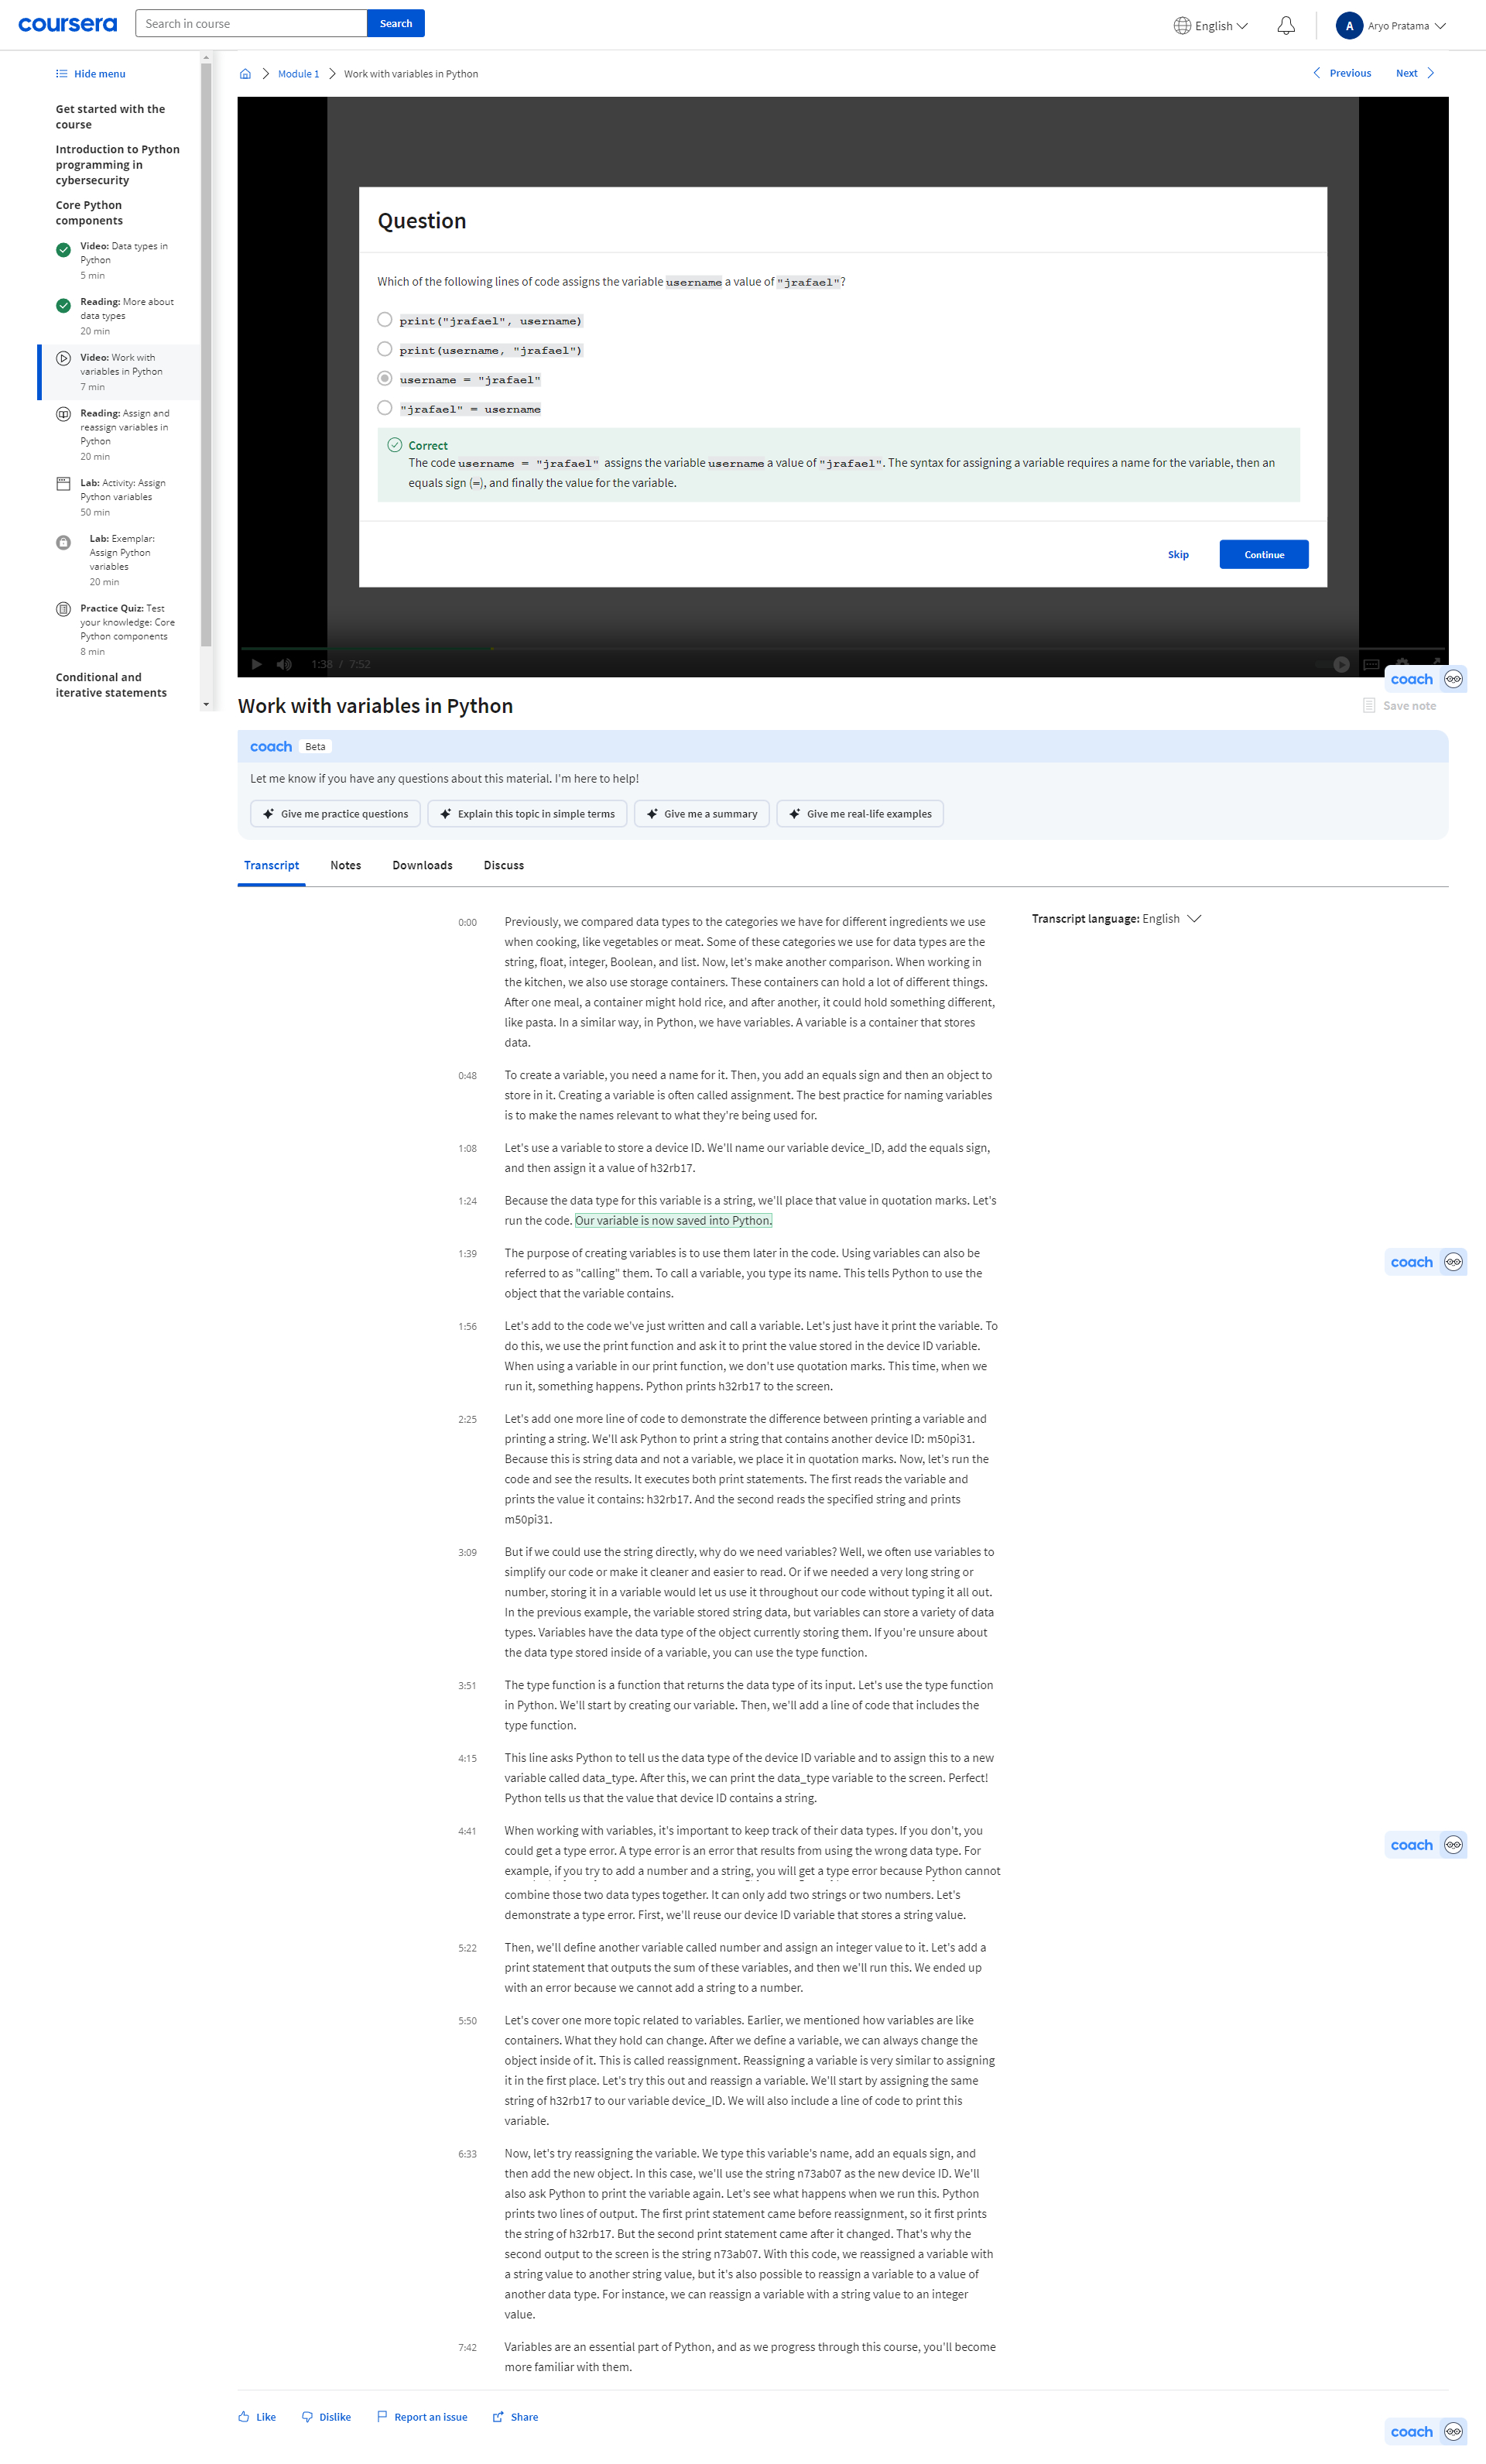 coursera
Search in course
Search
English
A
Aryo Pratama
Hide menu
Get started with the
course
Introduction to Python
programming in
cybersecurity
Core Python
components
Video: Data types in
Python
5 min
Reading: More about
data types
20 min
Video: Work with
variables in Python
7 min
Reading: Assign and
reassign variables in
Python
20 min
Lab: Activity: Assign
Python variables
50 min
Lab: Exemplar:
Assign Python
variables
20 min
Practice Quiz: Test
your knowledge: Core
Python components
8 min
Conditional and
iterative statements
Module 1
Work with variables in Python
Previous
Next
Question
Which of the following lines of code assigns the variable username a value of "jrafael"?
print("jrafael", username)
print(username, "jrafael")
username = "jrafael"
"jrafael" = username
Correct
The code username = "jrafael" assigns the variable username a value of "jrafael". The syntax for assigning a variable requires a name for the variable, then an
equals sign (=), and finally the value for the variable.
Skip
Continue
1:38 / 7:52
coach
Work with variables in Python
Save note
coach Beta
Let me know if you have any questions about this material. I'm here to help!
Give me practice questions
Explain this topic in simple terms
Give me a summary
Give me real-life examples
Transcript
Notes
Downloads
Discuss
Transcript language: English
0:00
Previously, we compared data types to the categories we have for different ingredients we use
when cooking, like vegetables or meat. Some of these categories we use for data types are the
string, float, integer, Boolean, and list. Now, let's make another comparison. When working in
the kitchen, we also use storage containers. These containers can hold a lot of different things.
After one meal, a container might hold rice, and after another, it could hold something different,
like pasta. In a similar way, in Python, we have variables. A variable is a container that stores
data.
0:48
To create a variable, you need a name for it. Then, you add an equals sign and then an object to
store in it. Creating a variable is often called assignment. The best practice for naming variables
is to make the names relevant to what they're being used for.
1:08
Let's use a variable to store a device ID. We'll name our variable device_ID, add the equals sign,
and then assign it a value of h32rb17.
1:24
Because the data type for this variable is a string, we'll place that value in quotation marks. Let's
run the code. Our variable is now saved into Python.
1:39
The purpose of creating variables is to use them later in the code. Using variables can also be
referred to as "calling" them. To call a variable, you type its name. This tells Python to use the
object that the variable contains.
coach
1:56
Let's add to the code we've just written and call a variable. Let's just have it print the variable. To
do this, we use the print function and ask it to print the value stored in the device ID variable.
When using a variable in our print function, we don't use quotation marks. This time, when we
run it, something happens. Python prints h32rb17 to the screen.
2:25
Let's add one more line of code to demonstrate the difference between printing a variable and
printing a string. We'll ask Python to print a string that contains another device ID: m50pi31.
Because this is string data and not a variable, we place it in quotation marks. Now, let's run the
code and see the results. It executes both print statements. The first reads the variable and
prints the value it contains: h32rb17. And the second reads the specified string and prints
m50pi31.
3:09
But if we could use the string directly, why do we need variables? Well, we often use variables to
simplify our code or make it cleaner and easier to read. Or if we needed a very long string or
number, storing it in a variable would let us use it throughout our code without typing it all out.
In the previous example, the variable stored string data, but variables can store a variety of data
types. Variables have the data type of the object currently storing them. If you're unsure about
the data type stored inside of a variable, you can use the type function.
3:51
The type function is a function that returns the data type of its input. Let's use the type function
in Python. We'll start by creating our variable. Then, we'll add a line of code that includes the
type function.
4:15
This line asks Python to tell us the data type of the device ID variable and to assign this to a new
variable called data_type. After this, we can print the data_type variable to the screen. Perfect!
Python tells us that the value that device ID contains a string.
4:41
When working with variables, it's important to keep track of their data types. If you don't, you
could get a type error. A type error is an error that results from using the wrong data type. For
example, if you try to add a number and a string, you will get a type error because Python cannot
combine those two data types together. It can only add two strings or two numbers. Let's
demonstrate a type error. First, we'll reuse our device ID variable that stores a string value.
coach
5:22
Then, we'll define another variable called number and assign an integer value to it. Let's add a
print statement that outputs the sum of these variables, and then we'll run this. We ended up
with an error because we cannot add a string to a number.
5:50
Let's cover one more topic related to variables. Earlier, we mentioned how variables are like
containers. What they hold can change. After we define a variable, we can always change the
object inside of it. This is called reassignment. Reassigning a variable is very similar to assigning
it in the first place. Let's try this out and reassign a variable. We'll start by assigning the same
string of h32rb17 to our variable device_ID. We will also include a line of code to print this
variable.
6:33
Now, let's try reassigning the variable. We type this variable's name, add an equals sign, and
then add the new object. In this case, we'll use the string n73ab07 as the new device ID. We'll
also ask Python to print the variable again. Let's see what happens when we run this. Python
prints two lines of output. The first print statement came before reassignment, so it first prints
the string of h32rb17. But the second print statement came after it changed. That's why the
second output to the screen is the string n73ab07. With this code, we reassigned a variable with
a string value to another string value, but it's also possible to reassign a variable to a value of
another data type. For instance, we can reassign a variable with a string value to an integer
value.
7:42
Variables are an essential part of Python, and as we progress through this course, you'll become
more familiar with them.
Like
Dislike
Report an issue
Share
coach